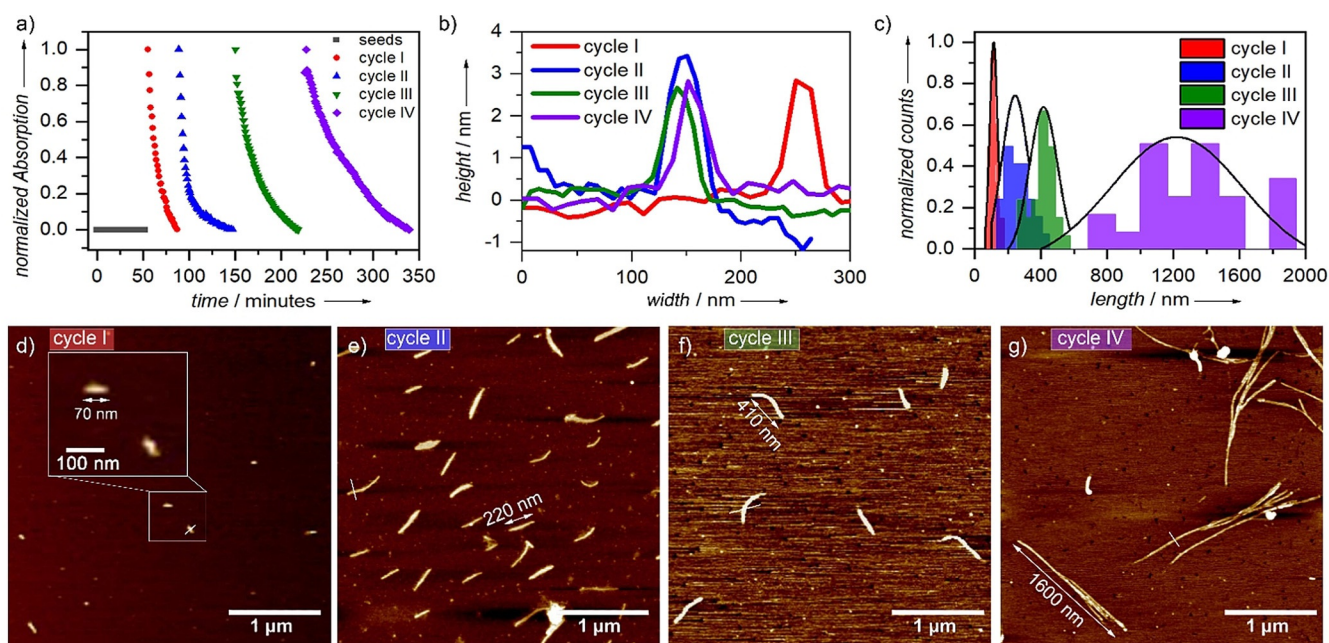 a)
normalized Absorption
1.0
0.8
0.6
0.4
0.2
0.0
seeds
cycle I
cycle II
cycle III
cycle IV
0 50 100 150 200 250 300 350
time / minutes
b)
height / nm
4
3
2
1
0
-1
cycle I
cycle II
cycle III
cycle IV
0 100 200 300
width / nm
c)
normalized counts
1.0
0.8
0.6
0.4
0.2
0.0
cycle I
cycle II
cycle III
cycle IV
0 400 800 1200 1600 2000
length / nm
d) cycle I
70 nm
100 nm
1 µm
e) cycle II
220 nm
1 µm
f) cycle III
410 nm
1 µm
g) cycle IV
1600 nm
1 µm